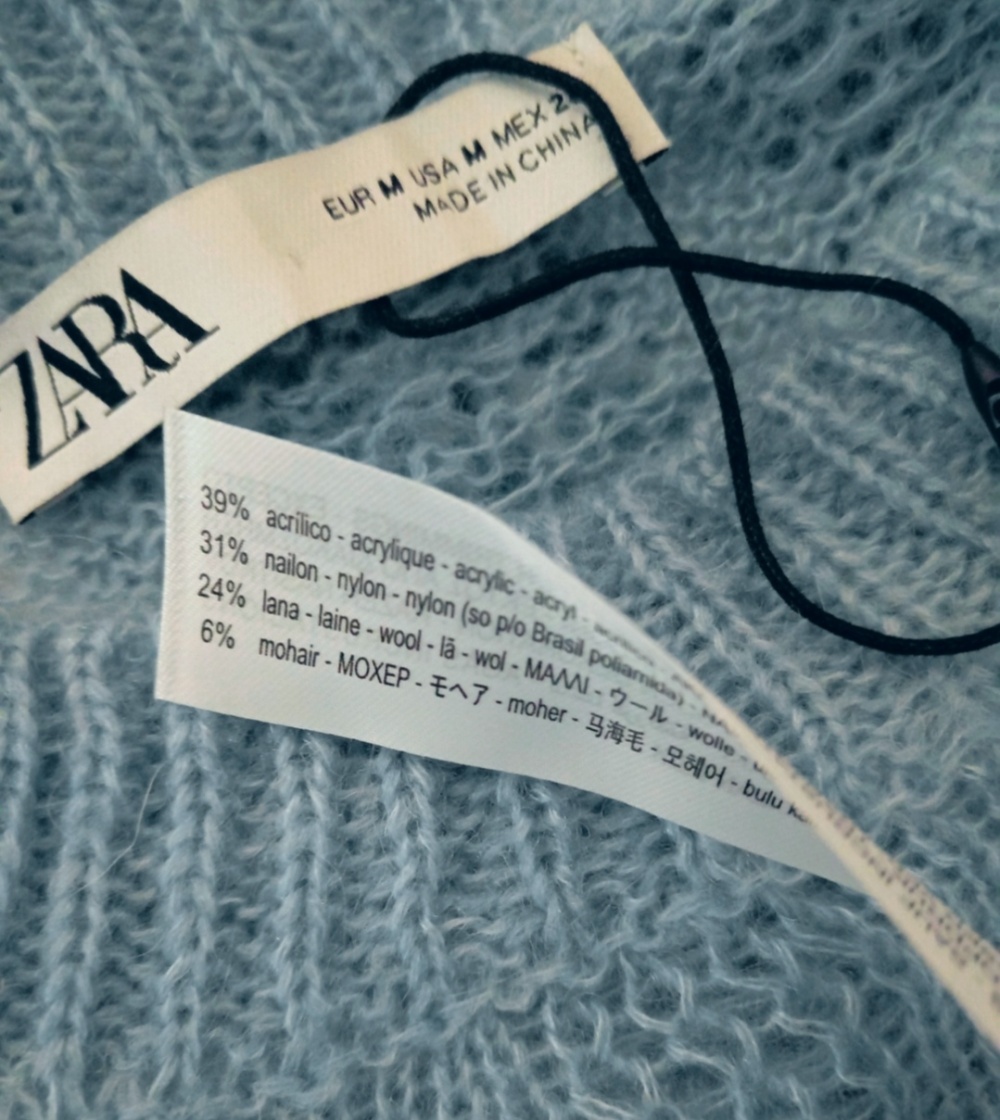 EUR M USA M MEX
MADE IN CHINA
ZARA
39% acrílico - acrylique - acrylic - acryl -
31% nailon - nylon - nylon (so p/o Brasil poliamida) -
24% lana - laine - wool - lã - wol - ΜΑΛΛΙ - ウール - wolle -
6% mohair - МОХЕР - モヘア - moher - 马海毛 - 모헤어 - bulu